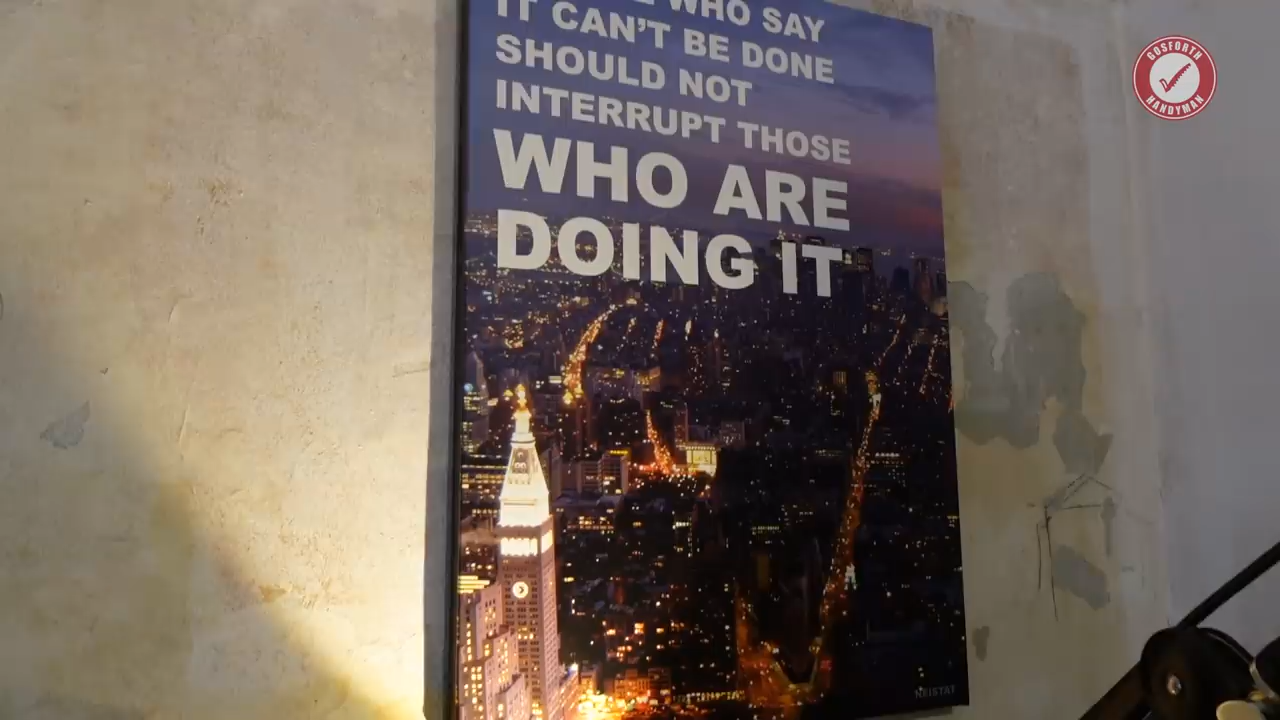 WHO SAY
IT CAN'T BE DONE
SHOULD NOT
INTERRUPT THOSE
WHO ARE
DOING IT
NEISTAT
GOSFORTH
HANDYMAN